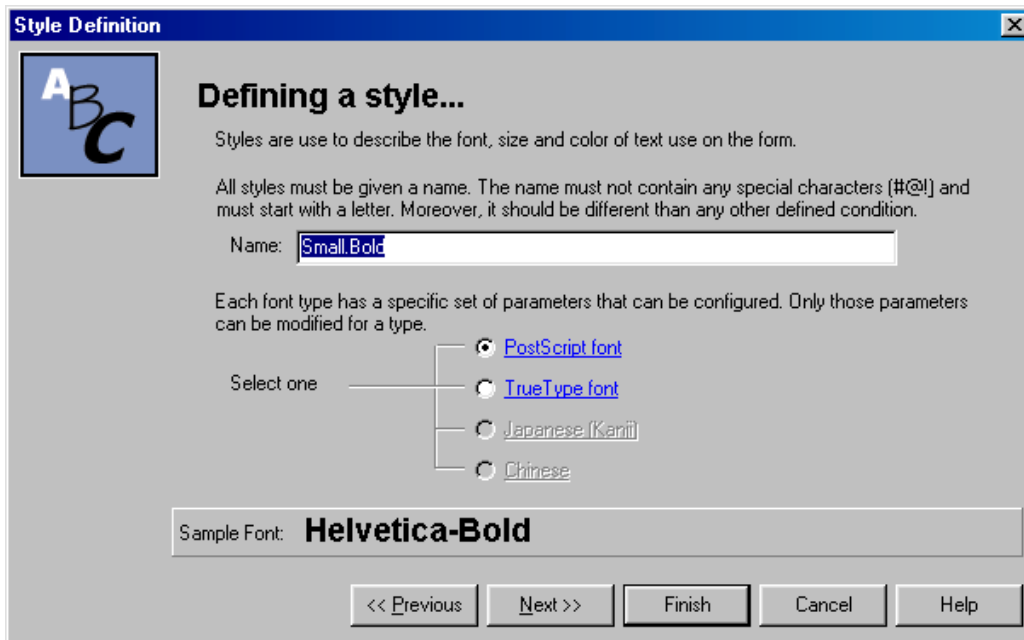 Style Definition
ABC
Defining a style...
Styles are use to describe the font, size and color of text use on the form.
All styles must be given a name. The name must not contain any special characters (#@!) and
must start with a letter. Moreover, it should be different than any other defined condition.
Name: Small.Bold
Each font type has a specific set of parameters that can be configured. Only those parameters
can be modified for a type.
PostScript font
Select one
TrueType font
Japanese (Kanji)
Chinese
Sample Font: Helvetica-Bold
<< Previous Next >> Finish Cancel Help